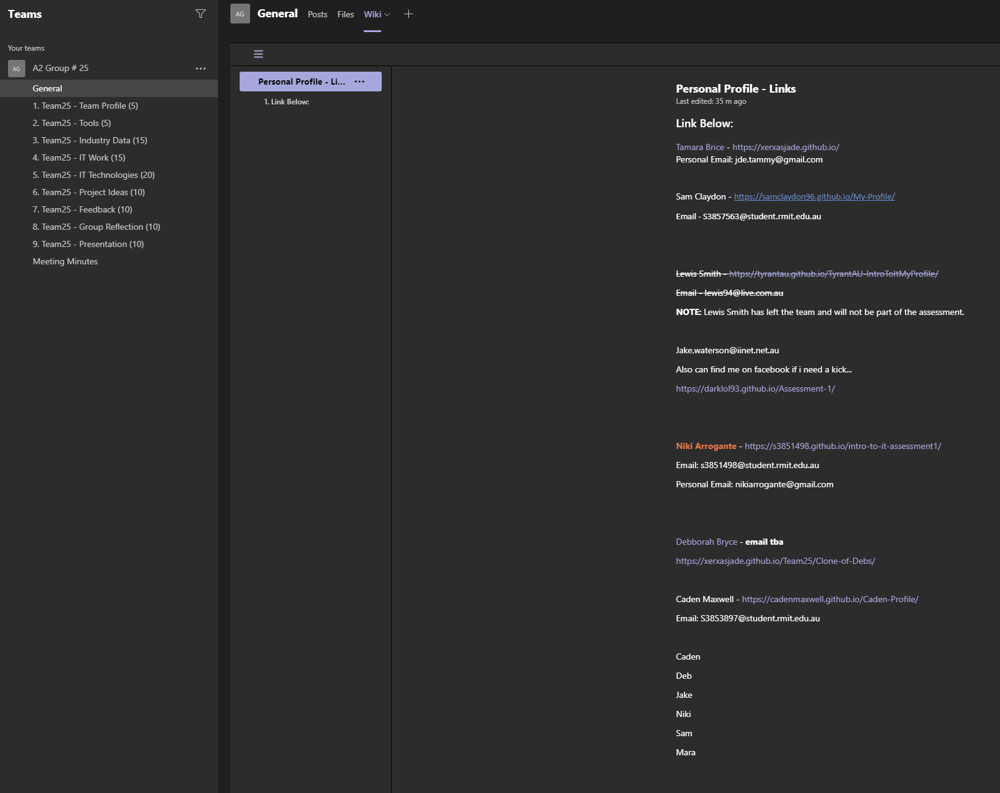 Teams
Your teams
AG
A2 Group # 25
General
1. Team25 - Team Profile (5)
2. Team25 - Tools (5)
3. Team25 - Industry Data (15)
4. Team25 - IT Work (15)
5. Team25 - IT Technologies (20)
6. Team25 - Project Ideas (10)
7. Team25 - Feedback (10)
8. Team25 - Group Reflection (10)
9. Team25 - Presentation (10)
Meeting Minutes
AG General Posts Files Wiki
Personal Profile - Li...
1. Link Below:
Personal Profile - Links
Last edited: 35 m ago
Link Below:
Tamara Brice - https://xerxasjade.github.io/
Personal Email: jde.tammy@gmail.com
Sam Claydon - https://samclaydon96.github.io/My-Profile/
Email - S3857563@student.rmit.edu.au
Lewis Smith - https://tyrantau.github.io/TyrantAU-IntroToItMyProfile/
Email - lewis94@live.com.au
NOTE: Lewis Smith has left the team and will not be part of the assessment.
Jake.waterson@iinet.net.au
Also can find me on facebook if i need a kick...
https://darklol93.github.io/Assessment-1/
Niki Arrogante - https://s3851498.github.io/intro-to-it-assessment1/
Email: s3851498@student.rmit.edu.au
Personal Email: nikiarrogante@gmail.com
Debborah Bryce - email tba
https://xerxasjade.github.io/Team25/Clone-of-Debs/
Caden Maxwell - https://cadenmaxwell.github.io/Caden-Profile/
Email: S3853897@student.rmit.edu.au
Caden
Deb
Jake
Niki
Sam
Mara